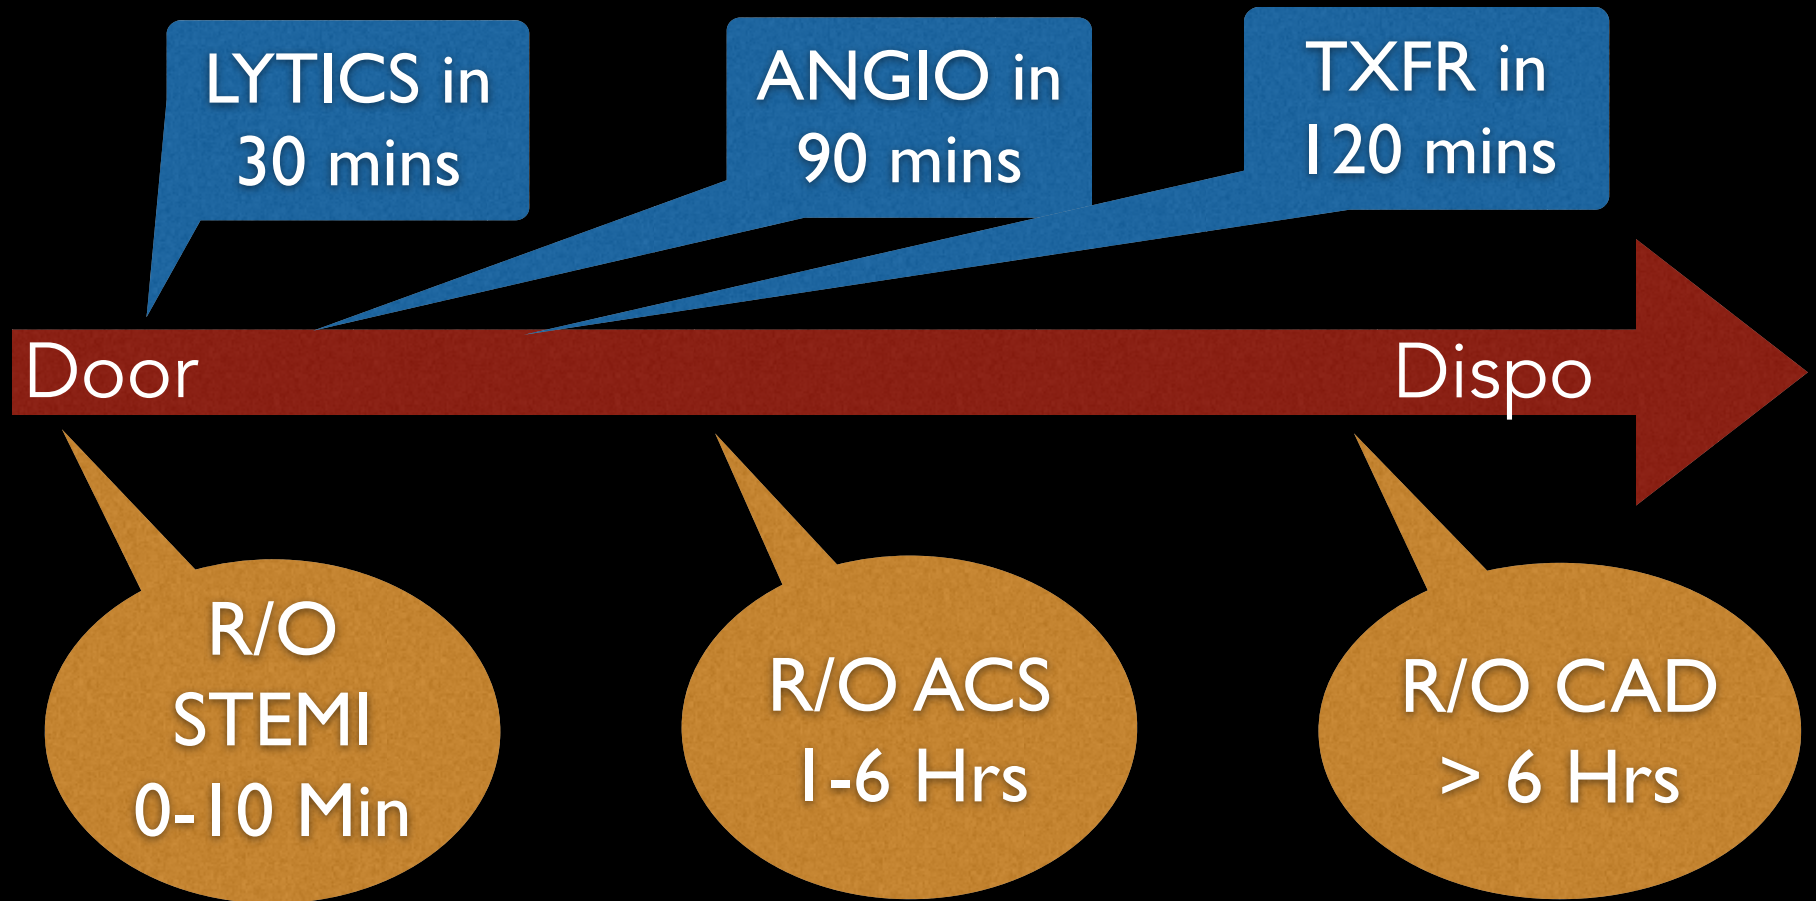 LYTICS in
30 mins
ANGIO in
90 mins
TXFR in
120 mins
Door
Dispo
R/O
STEMI
0-10 Min
R/O ACS
1-6 Hrs
R/O CAD
> 6 Hrs